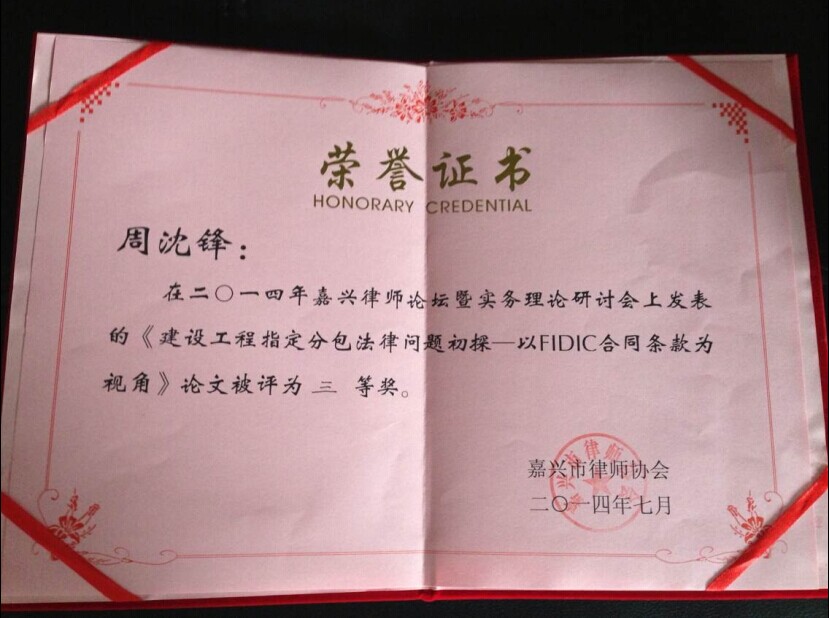 荣誉证书
HONORARY CREDENTIAL
周沈锋：
在二〇一四年嘉兴律师论坛暨实务理论研讨会上发表
的《建设工程指定分包法律问题初探—以FIDIC合同条款为
视角》论文被评为 三 等奖。
嘉兴市律师协会
二〇一四年七月